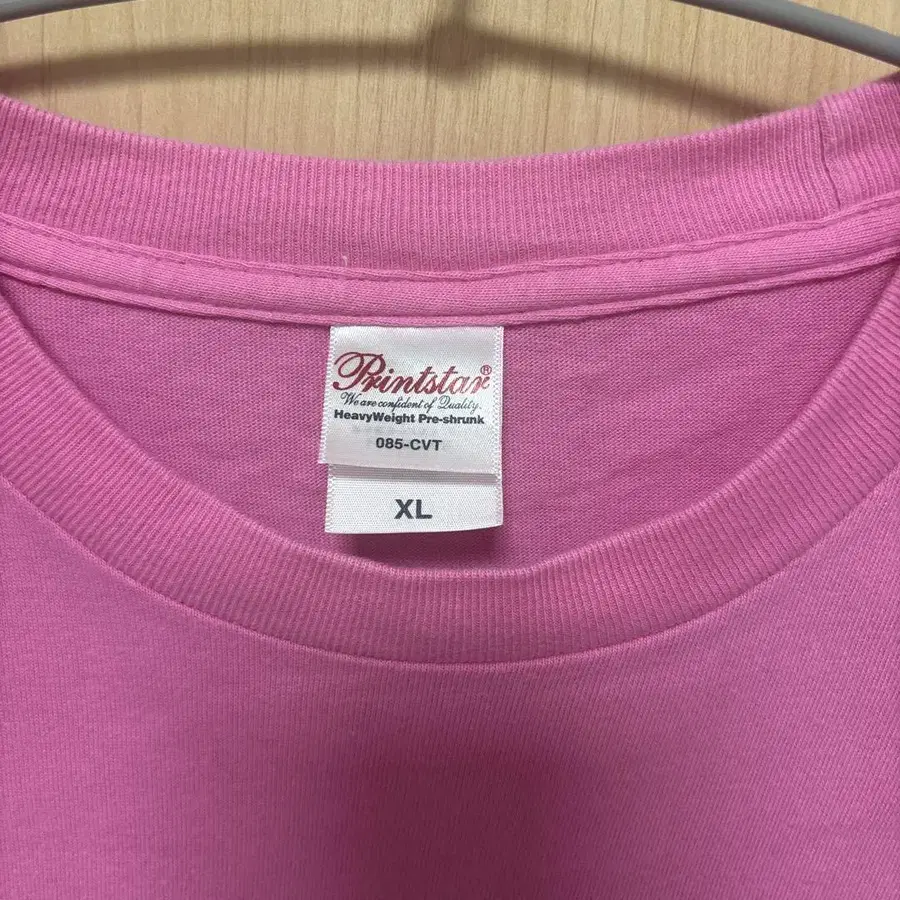 Printstar®
We are confident of Quality.
HeavyWeight Pre-shrunk
085-CVT
XL